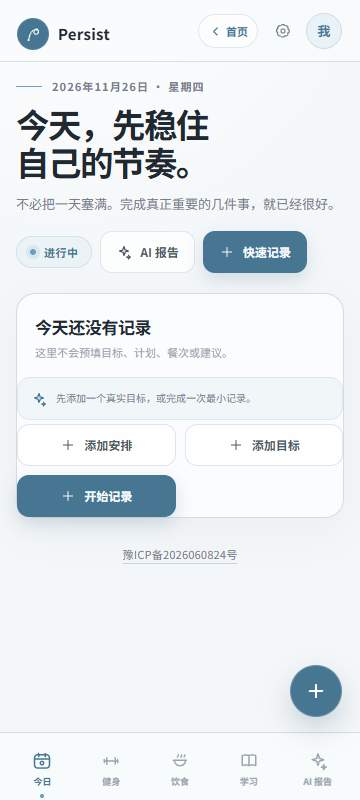 Persist
首页
我
2026年11月26日 · 星期四
今天，先稳住
自己的节奏。
不必把一天塞满。完成真正重要的几件事，就已经很好。
进行中
AI 报告
快速记录
今天还没有记录
这里不会预填目标、计划、餐次或建议。
先添加一个真实目标，或完成一次最小记录。
添加安排
添加目标
开始记录
豫ICP备2026060824号
今日
健身
饮食
学习
AI 报告